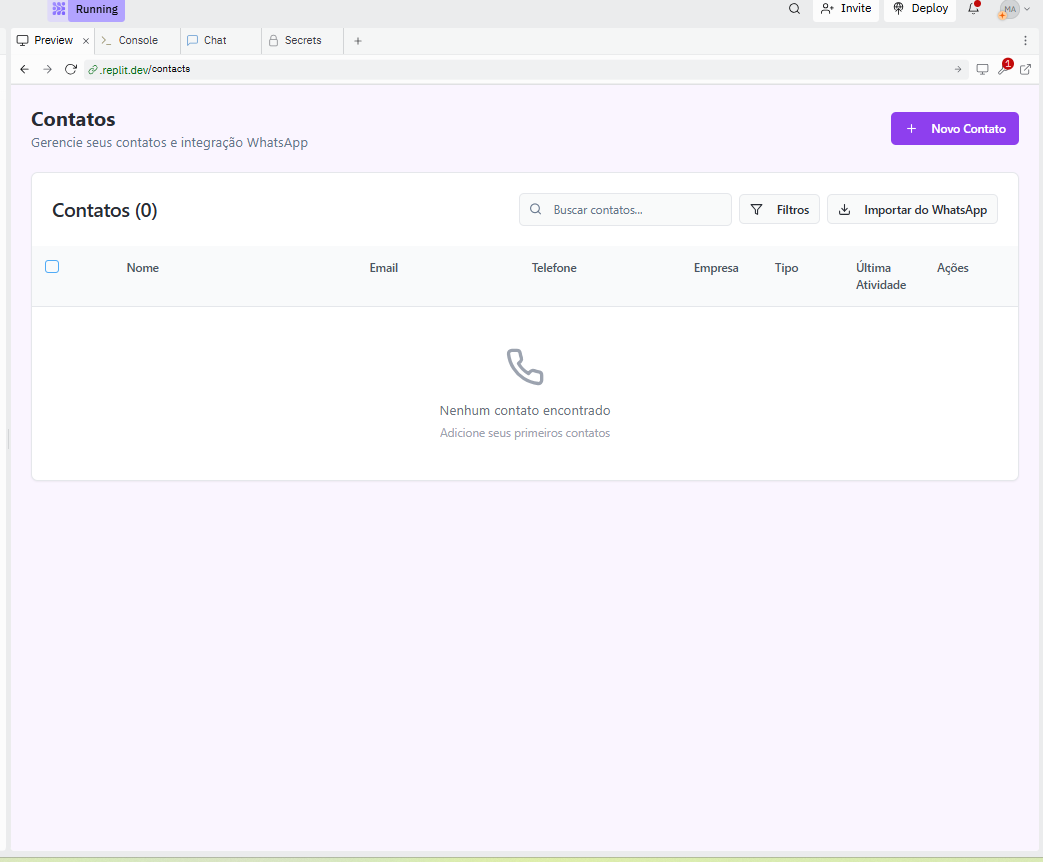 Running
Invite
Deploy
MA
Preview
Console
Chat
Secrets
.replit.dev/contacts
1
Contatos
Gerencie seus contatos e integração WhatsApp
Novo Contato
Contatos (0)
Buscar contatos...
Filtros
Importar do WhatsApp
Nome
Email
Telefone
Empresa
Tipo
Última
Atividade
Ações
Nenhum contato encontrado
Adicione seus primeiros contatos